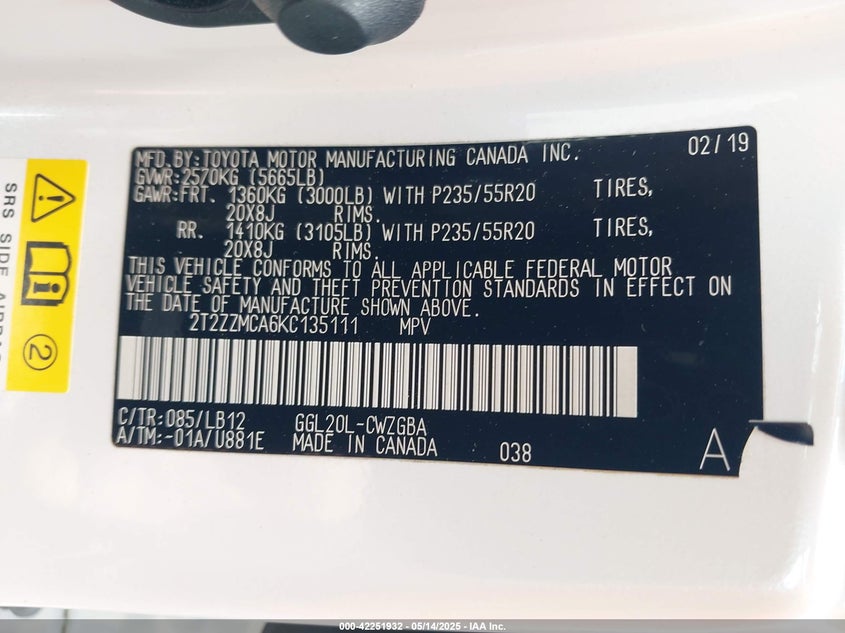 MFD.BY:TOYOTA MOTOR MANUFACTURING CANADA INC. 02/19
GVWR:2570KG (5665LB)
GAWR:FRT. 1360KG (3000LB) WITH P235/55R20 TIRES,
20X8J RIMS.
RR. 1410KG (3105LB) WITH P235/55R20 TIRES,
20X8J RIMS.
THIS VEHICLE CONFORMS TO ALL APPLICABLE FEDERAL MOTOR
VEHICLE SAFETY AND THEFT PREVENTION STANDARDS IN EFFECT ON
THE DATE OF MANUFACTURE SHOWN ABOVE.
2T2ZZMCA6KC135111 MPV
C/TR:085/LB12 GGL20L-CWZGBA
A/TM:-01A/U881E MADE IN CANADA 038 A
SRS SIDE
2
000-42251932 - 05/14/2025 - IAA Inc.